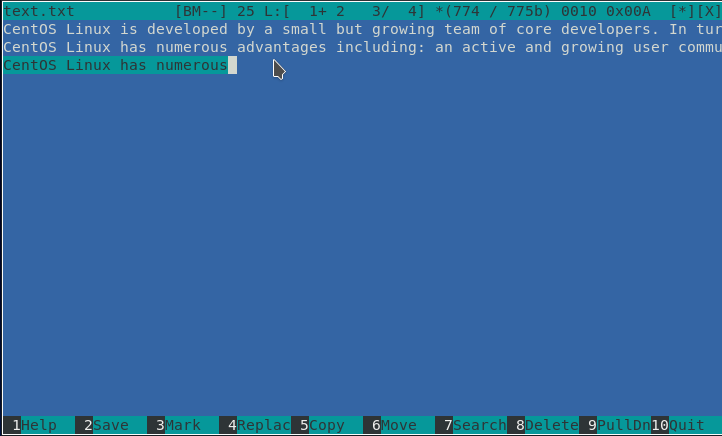 text.txt [BM--] 25 L:[ 1+ 2 3/ 4] *(774 / 775b) 0010 0x00A [*][X]
CentOS Linux is developed by a small but growing team of core developers. In tur
CentOS Linux has numerous advantages including: an active and growing user commu
CentOS Linux has numerous
1Help 2Save 3Mark 4Replac 5Copy 6Move 7Search 8Delete 9PullDn 10Quit